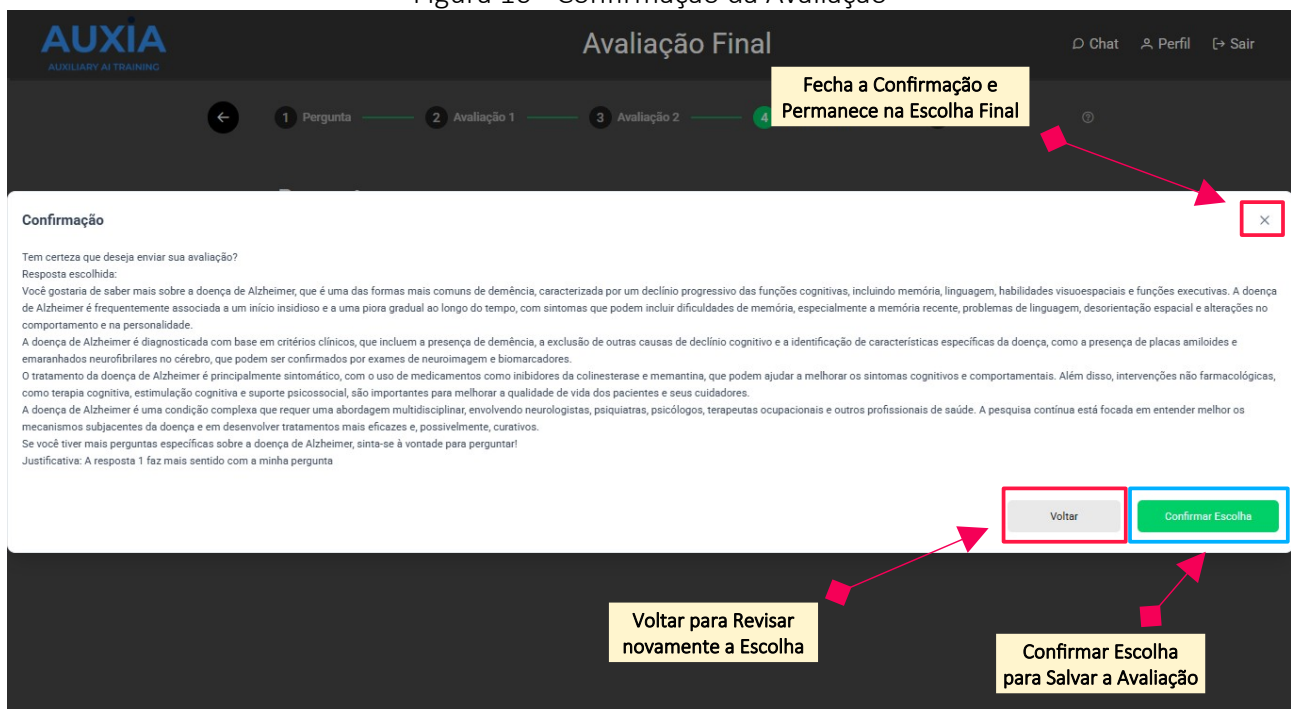 Figura 16 - Confirmação da Avaliação
AUXIA
AUXILIARY AI TRAINING
Avaliação Final
Chat
Perfil
Sair
Fecha a Confirmação e
Permanece na Escolha Final
1 Pergunta
2 Avaliação 1
3 Avaliação 2
4
Confirmação
Tem certeza que deseja enviar sua avaliação?
Resposta escolhida:
Você gostaria de saber mais sobre a doença de Alzheimer, que é uma das formas mais comuns de demência, caracterizada por um declínio progressivo das funções cognitivas, incluindo memória, linguagem, habilidades visuoespaciais e funções executivas. A doença
de Alzheimer é frequentemente associada a um início insidioso e a uma piora gradual ao longo do tempo, com sintomas que podem incluir dificuldades de memória, especialmente a memória recente, problemas de linguagem, desorientação espacial e alterações no
comportamento e na personalidade.
A doença de Alzheimer é diagnosticada com base em critérios clínicos, que incluem a presença de demência, a exclusão de outras causas de declínio cognitivo e a identificação de características específicas da doença, como a presença de placas amiloides e
emaranhados neurofibrilares no cérebro, que podem ser confirmados por exames de neuroimagem e biomarcadores.
O tratamento da doença de Alzheimer é principalmente sintomático, com o uso de medicamentos como inibidores da colinesterase e memantina, que podem ajudar a melhorar os sintomas cognitivos e comportamentais. Além disso, intervenções não farmacológicas,
como terapia cognitiva, estimulação cognitiva e suporte psicossocial, são importantes para melhorar a qualidade de vida dos pacientes e seus cuidadores.
A doença de Alzheimer é uma condição complexa que requer uma abordagem multidisciplinar, envolvendo neurologistas, psiquiatras, psicólogos, terapeutas ocupacionais e outros profissionais de saúde. A pesquisa contínua está focada em entender melhor os
mecanismos subjacentes da doença e em desenvolver tratamentos mais eficazes e, possivelmente, curativos.
Se você tiver mais perguntas específicas sobre a doença de Alzheimer, sinta-se à vontade para perguntar!
Justificativa: A resposta 1 faz mais sentido com a minha pergunta
Voltar
Confirmar Escolha
Voltar para Revisar
novamente a Escolha
Confirmar Escolha
para Salvar a Avaliação